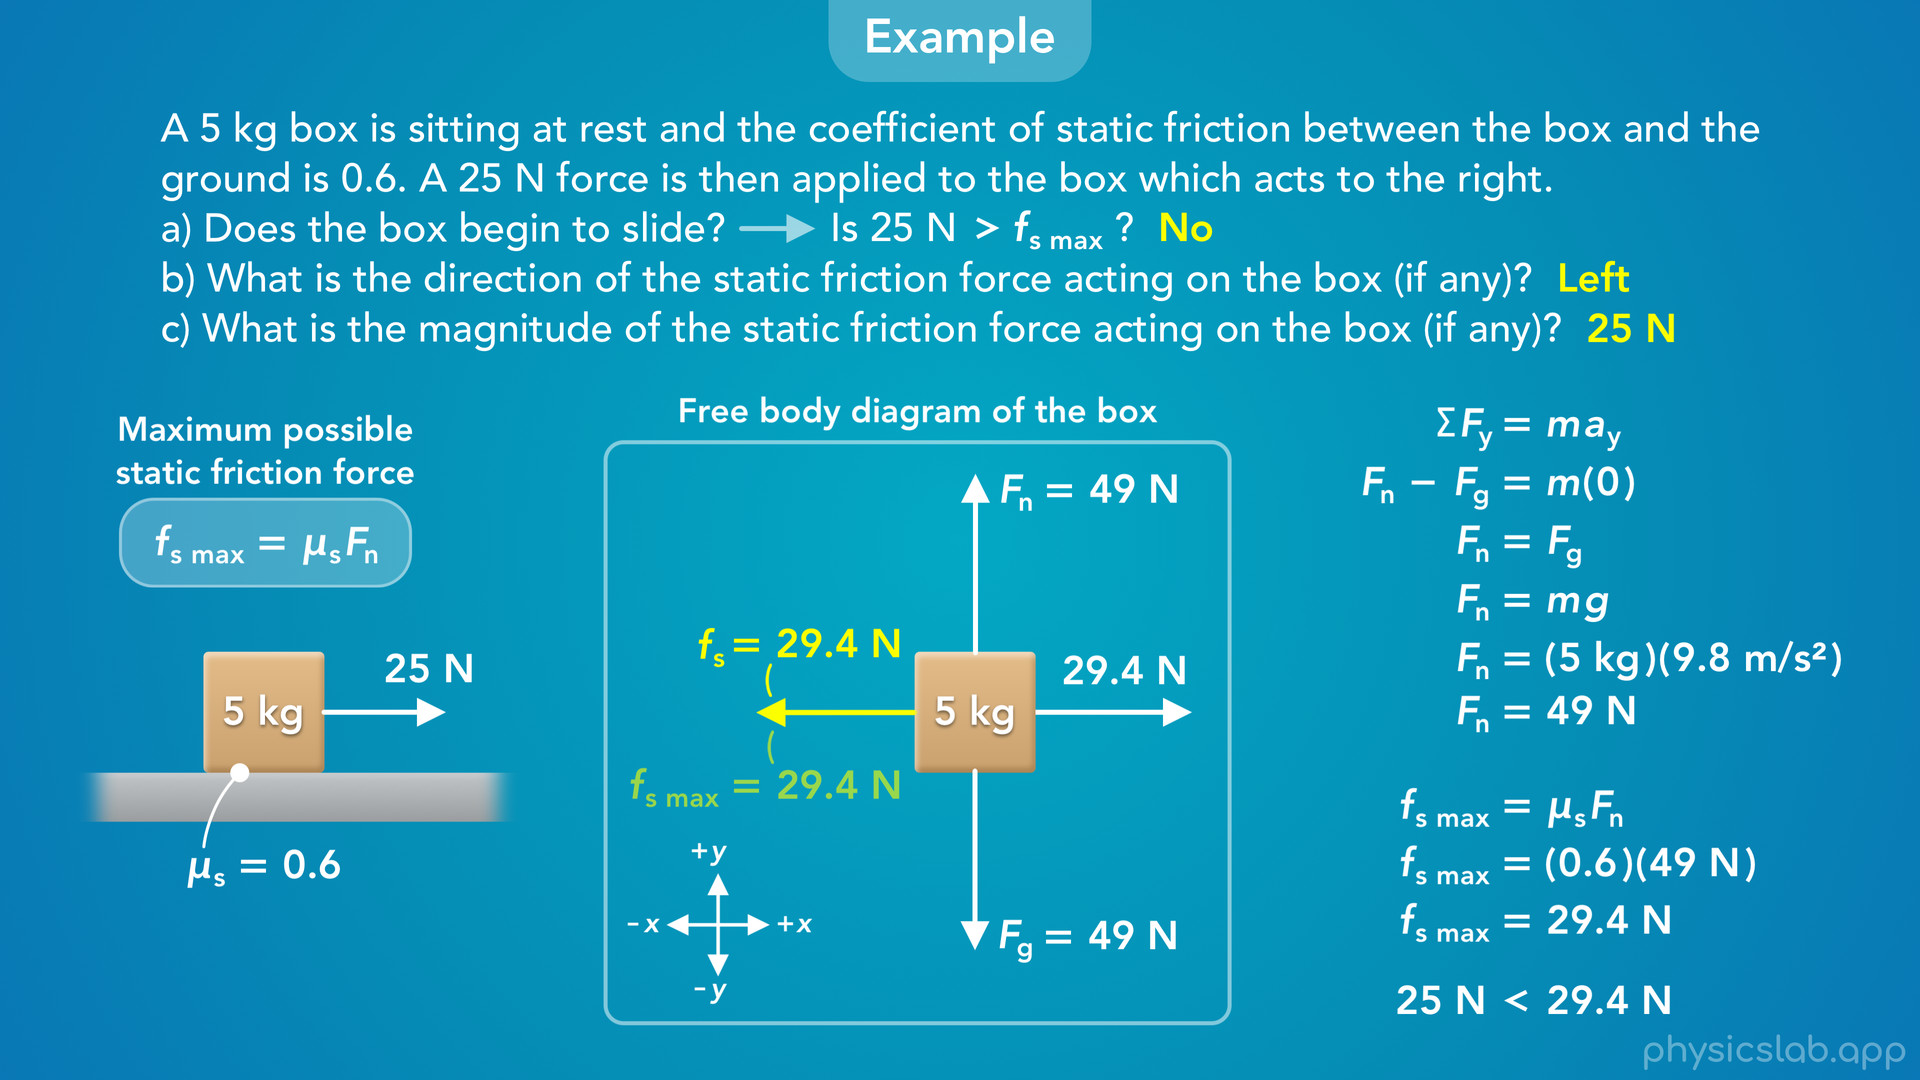 Example
A 5 kg box is sitting at rest and the coefficient of static friction between the box and the
ground is 0.6. A 25 N force is then applied to the box which acts to the right.
a) Does the box begin to slide? Is 25 N > fs max ? No
b) What is the direction of the static friction force acting on the box (if any)? Left
c) What is the magnitude of the static friction force acting on the box (if any)? 25 N
Maximum possible
static friction force
fs max = μsFn
25 N
5 kg
μs = 0.6
Free body diagram of the box
Fn = 49 N
fs = 29.4 N
29.4 N
5 kg
fs max = 29.4 N
+y
-x
+x
-y
Fg = 49 N
ΣFy = may
Fn − Fg = m(0)
Fn = Fg
Fn = mg
Fn = (5 kg)(9.8 m/s²)
Fn = 49 N
fs max = μsFn
fs max = (0.6)(49 N)
fs max = 29.4 N
25 N < 29.4 N
physicslab.app